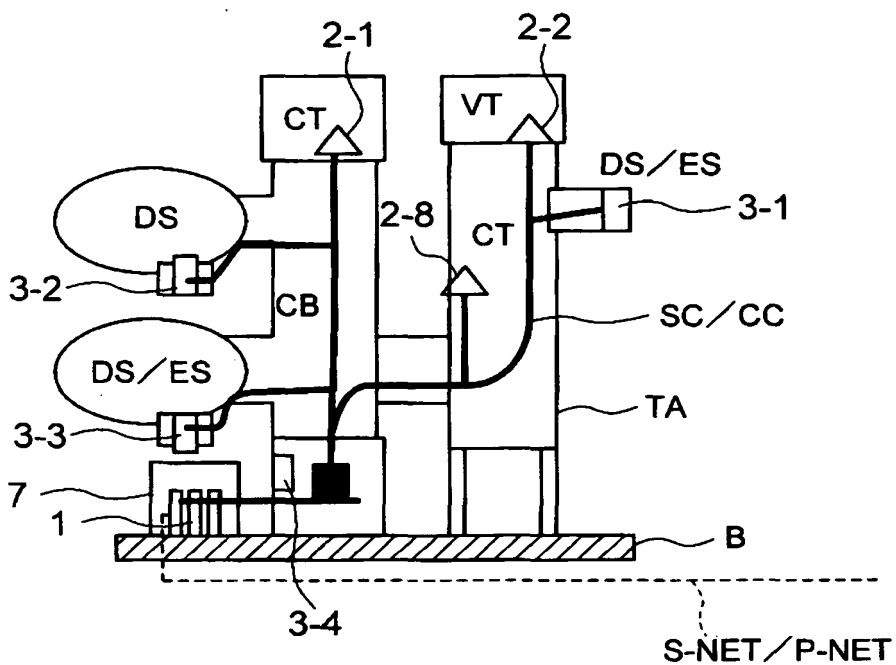 2-1
2-2
CT
VT
DS/ES
DS
2-8
CT
3-1
3-2
CB
SC/CC
DS/ES
TA
3-3
7
1
B
3-4
S-NET/P-NET